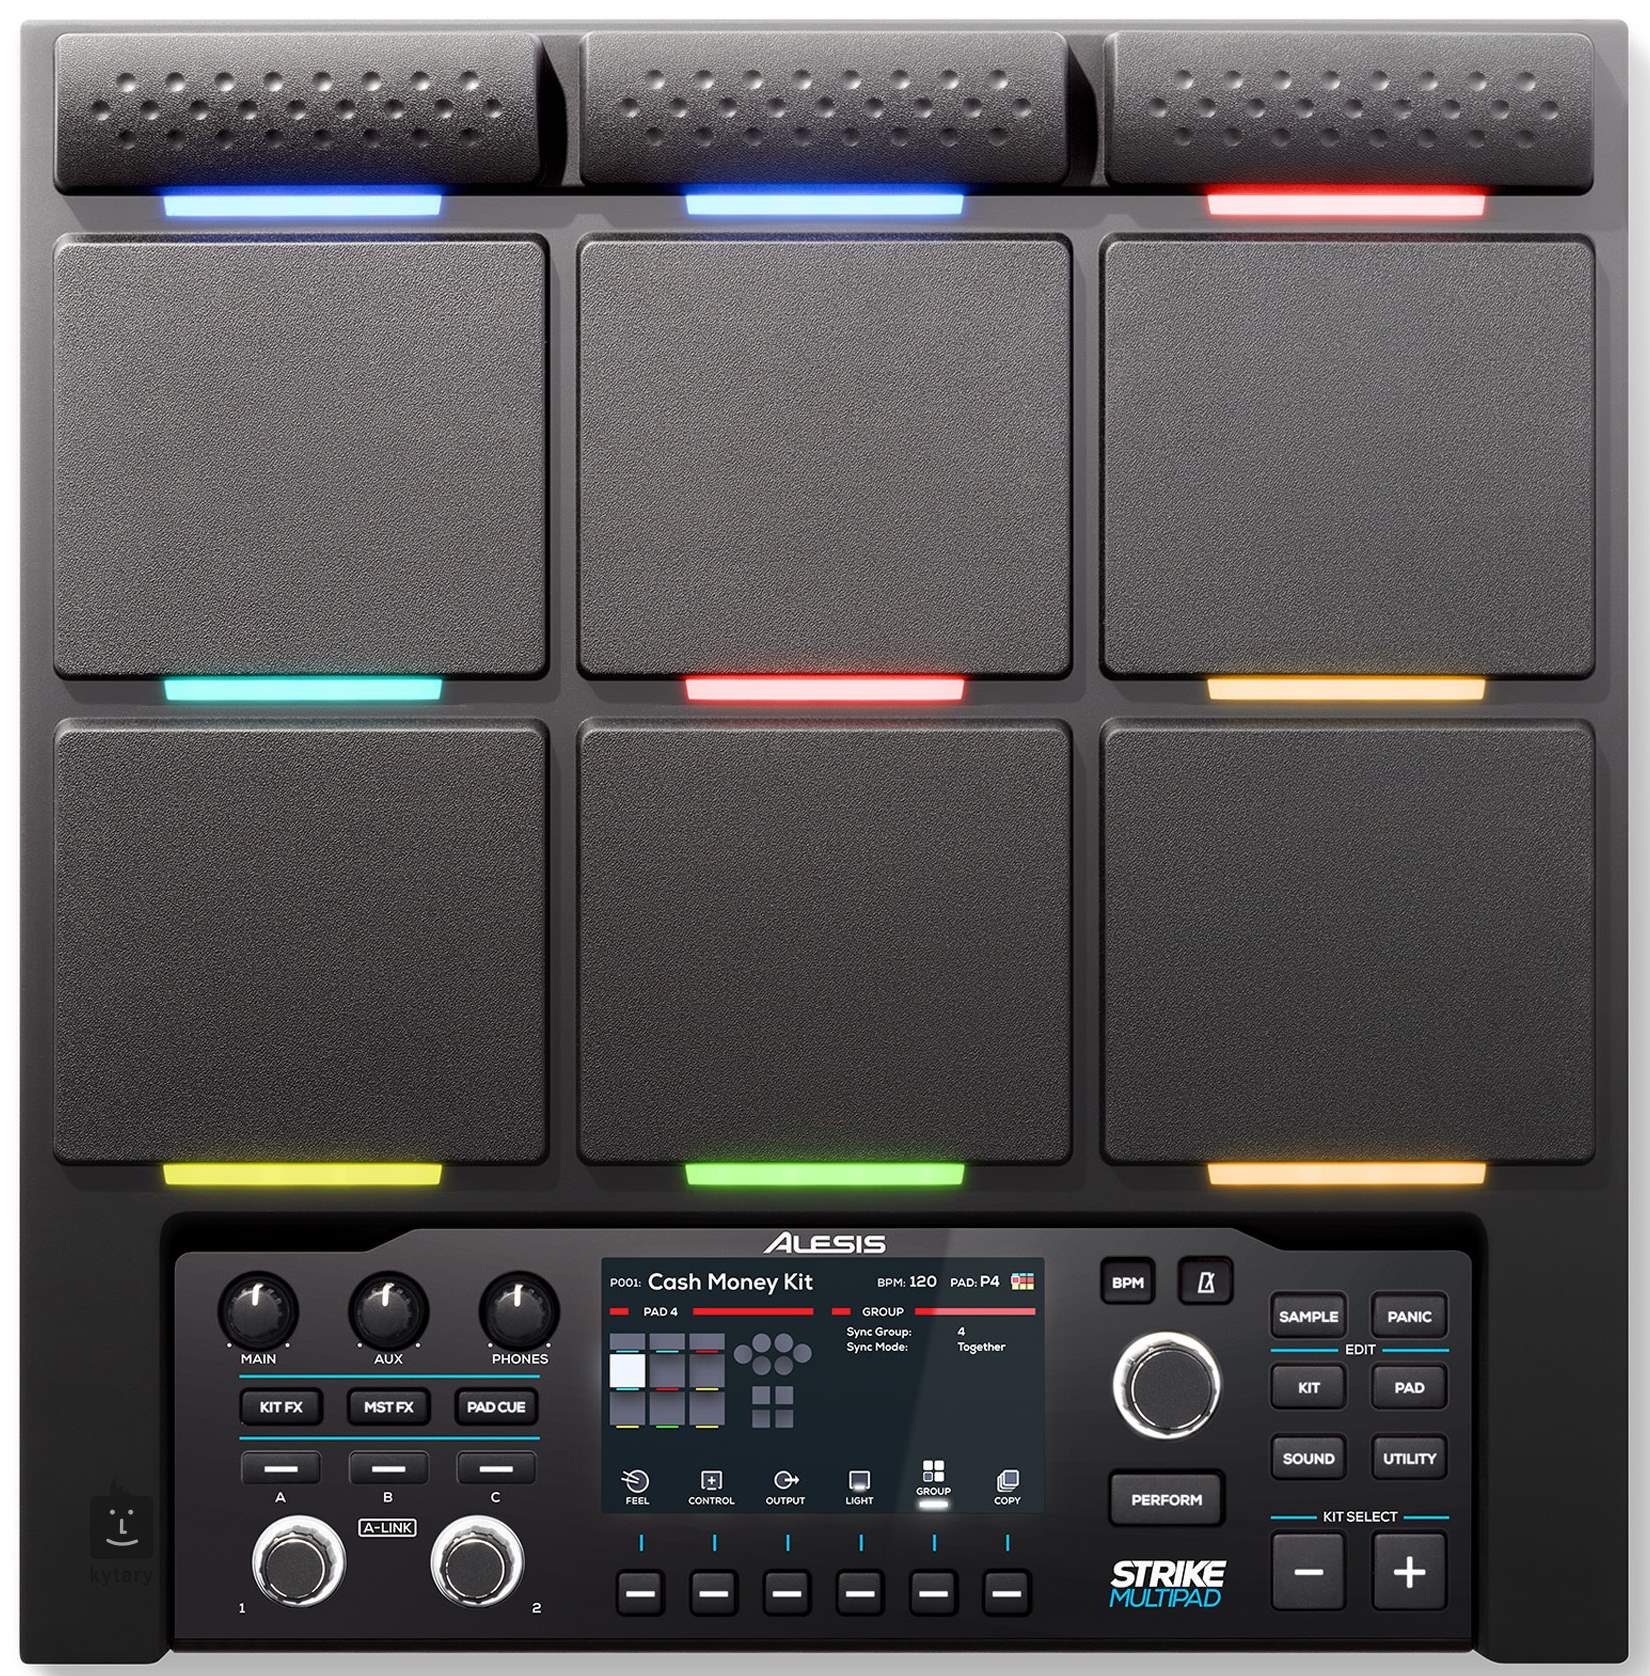 ALESIS
P001: Cash Money Kit BPM: 120 PAD: P4
PAD 4 GROUP
Sync Group: 4
Sync Mode: Together
FEEL CONTROL OUTPUT LIGHT GROUP COPY
MAIN AUX PHONES
KIT FX MST FX PAD CUE
A B C
A-LINK
1 2
BPM
SAMPLE PANIC
EDIT
KIT PAD
SOUND UTILITY
PERFORM
KIT SELECT
− +
STRIKE
MULTIPAD
kytary